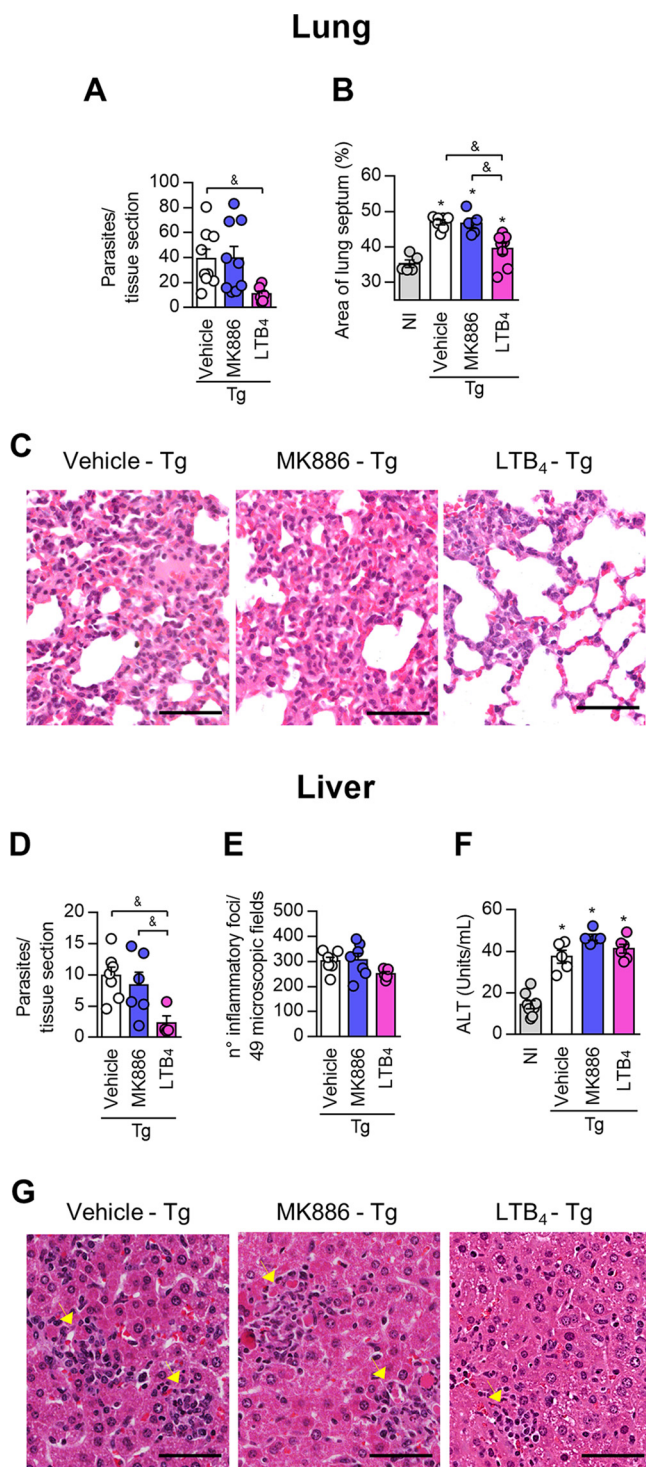 Lung
A
B
Parasites/
tissue section
100
80
60
40
20
0
&
Vehicle
MK886
LTB4
Tg
Area of lung septum (%)
60
50
40
30
&
&
*
*
*
NI
Vehicle
MK886
LTB4
Tg
C
Vehicle - Tg
MK886 - Tg
LTB4 - Tg
Liver
D
E
F
Parasites/
tissue section
20
15
10
5
0
&
&
Vehicle
MK886
LTB4
Tg
n° inflammatory foci/
49 microscopic fields
500
400
300
200
100
0
Vehicle
MK886
LTB4
Tg
ALT (Units/mL)
60
40
20
0
*
*
*
NI
Vehicle
MK886
LTB4
Tg
G
Vehicle - Tg
MK886 - Tg
LTB4 - Tg